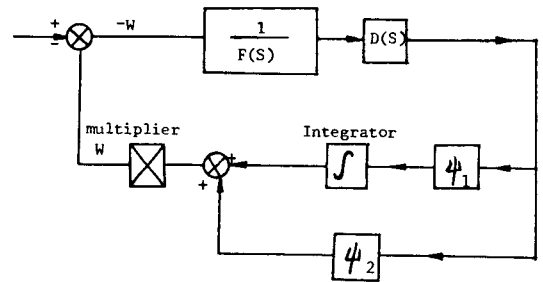 +
-
-W
1
F(S)
D(S)
multiplier
W
Integrator
+
+
∫
ψ1
ψ2